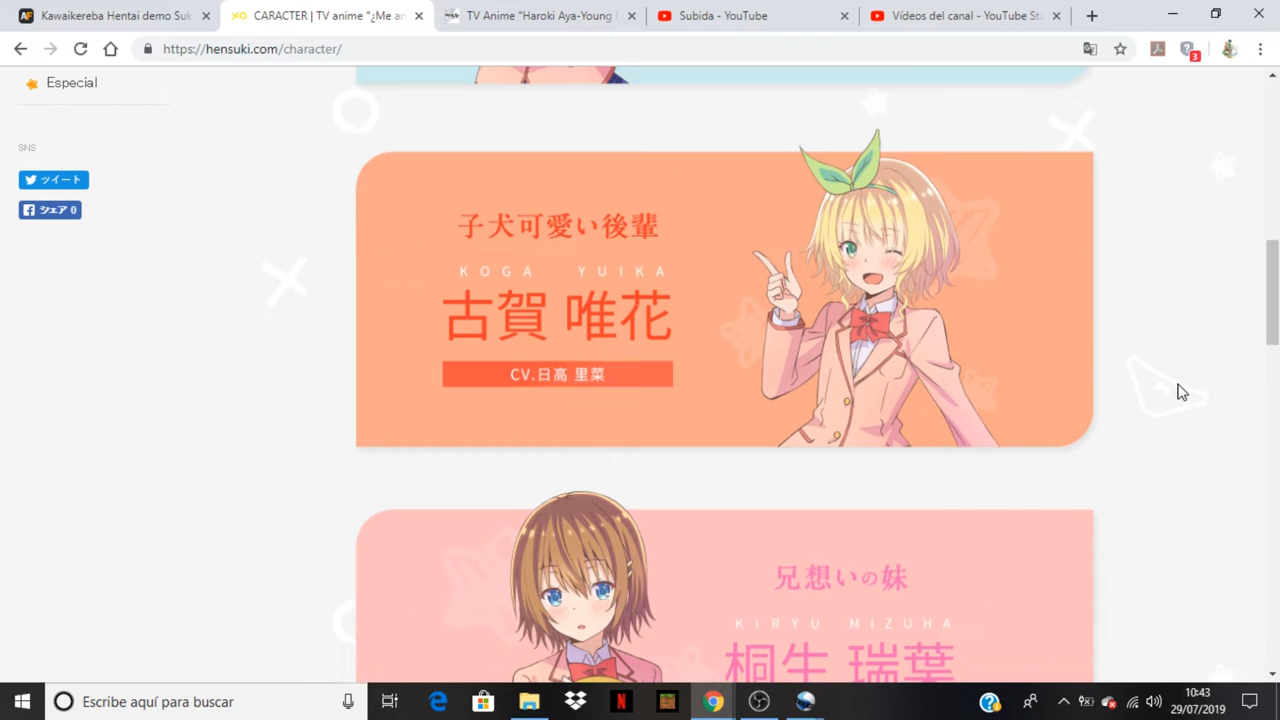 Kawaikereba Hentai demo Suk
CARACTER | TV anime "¿Me an
TV Anime "Haroki Aya-Young
Subida - YouTube
Vídeos del canal - YouTube Stu
https://hensuki.com/character/
3
Especial
SNS
ツイート
シェア 0
子犬可愛い後輩
KOGA YUIKA
古賀 唯花
CV.日高 里菜
兄想いの妹
KIRYU MIZUHA
桐生 瑞葉
Escribe aquí para buscar
10:43
29/07/2019